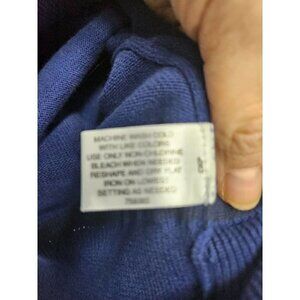 MACHINE WASH COLD
WITH LIKE COLORS
USE ONLY NON-CHLORINE
BLEACH WHEN NEEDED
RESHAPE AND DRY FLAT
IRON ON LOWEST
SETTING AS NEEDED